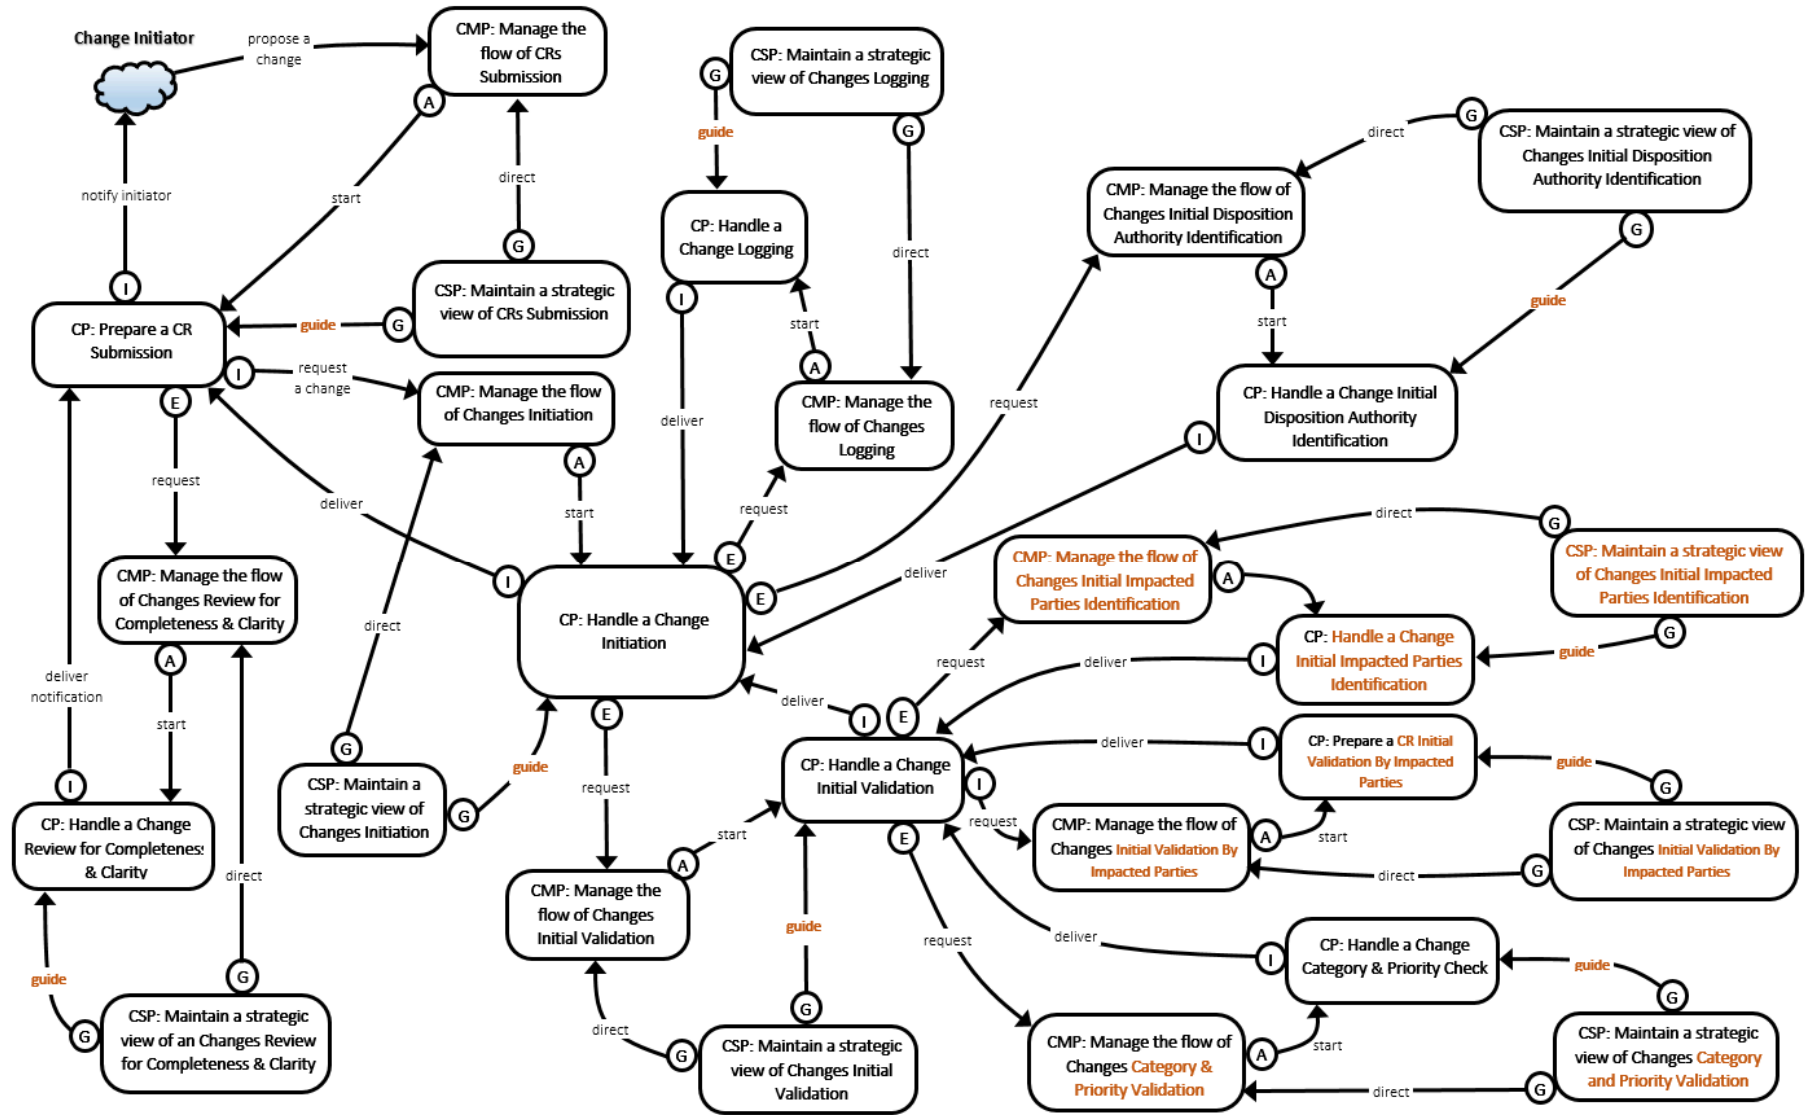 Change Initiator
propose a
change
CMP: Manage the
flow of CRs
Submission
A
start
direct
G
notify initiator
I
CP: Prepare a CR
Submission
guide
G
CSP: Maintain a strategic
view of CRs Submission
I
request
a change
CMP: Manage the flow
of Changes Initiation
A
start
E
request
deliver
I
CMP: Manage the flow
of Changes Review for
Completeness & Clarity
A
start
deliver
notification
I
CP: Handle a Change
Review for Completeness
& Clarity
direct
guide
G
G
CSP: Maintain a strategic
view of an Changes Review
for Completeness & Clarity
direct
G
CSP: Maintain a
strategic view of
Changes Initiation
G
guide
G
CSP: Maintain a strategic
view of Changes Logging
G
guide
direct
CP: Handle a
Change Logging
I
start
A
CMP: Manage the
flow of Changes
Logging
deliver
request
E
E
request
CP: Handle a Change
Initiation
E
request
deliver
I
E
CP: Handle a Change
Initial Validation
I
E
start
A
CMP: Manage the
flow of Changes
Initial Validation
guide
G
direct
G
CSP: Maintain a strategic
view of Changes Initial
Validation
G
direct
CSP: Maintain a strategic view of
Changes Initial Disposition
Authority Identification
G
CMP: Manage the flow of
Changes Initial Disposition
Authority Identification
A
start
guide
CP: Handle a Change Initial
Disposition Authority
Identification
I
deliver
direct
G
CMP: Manage the flow of
Changes Initial Impacted
Parties Identification
A
CSP: Maintain a strategic view
of Changes Initial Impacted
Parties Identification
G
guide
CP: Handle a Change
Initial Impacted Parties
Identification
I
deliver
request
deliver
I
CP: Prepare a CR Initial
Validation By Impacted
Parties
guide
G
request
CMP: Manage the flow of
Changes Initial Validation By
Impacted Parties
A
start
direct
G
CSP: Maintain a strategic view
of Changes Initial Validation By
Impacted Parties
request
deliver
I
CP: Handle a Change
Category & Priority Check
guide
G
CMP: Manage the flow of
Changes Category &
Priority Validation
A
start
direct
G
CSP: Maintain a strategic
view of Changes Category
and Priority Validation